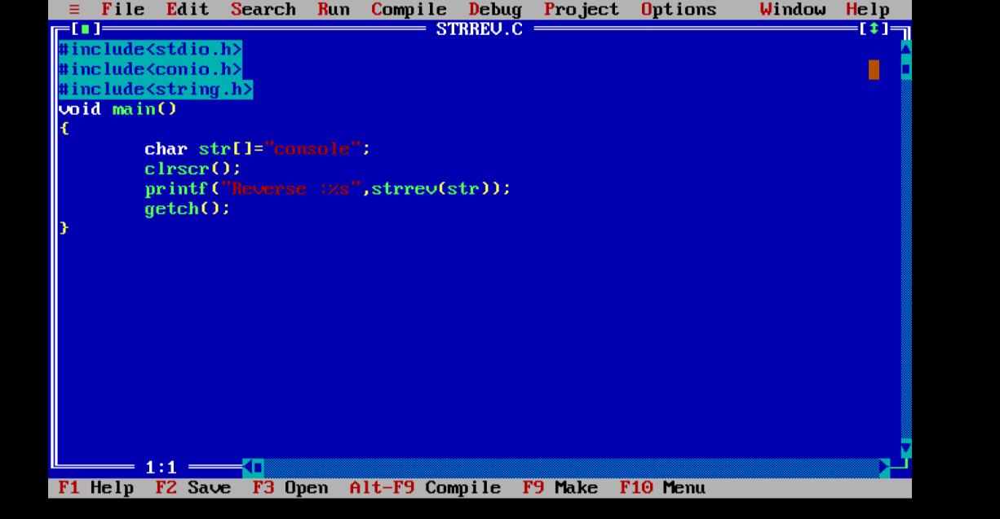 ≡ File Edit Search Run Compile Debug Project Options Window Help
[■] STRREV.C [↕]
#include<stdio.h>
#include<conio.h>
#include<string.h>
void main()
{
        char str[]="console";
        clrscr();
        printf("Reverse :%s",strrev(str));
        getch();
}
1:1
F1 Help F2 Save F3 Open Alt-F9 Compile F9 Make F10 Menu